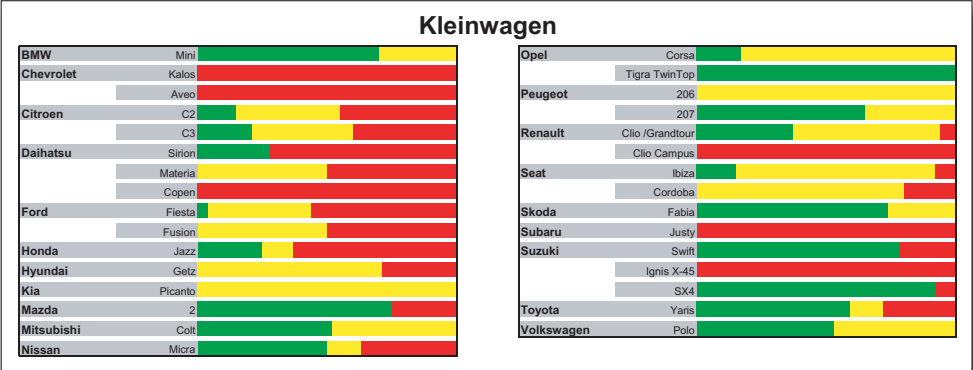 Kleinwagen
BMW Mini
Chevrolet Kalos
Aveo
Citroen C2
C3
Daihatsu Sirion
Materia
Copen
Ford Fiesta
Fusion
Honda Jazz
Hyundai Getz
Kia Picanto
Mazda 2
Mitsubishi Colt
Nissan Micra
Opel Corsa
Tigra TwinTop
Peugeot 206
207
Renault Clio /Grandtour
Clio Campus
Seat Ibiza
Cordoba
Skoda Fabia
Subaru Justy
Suzuki Swift
Ignis X-45
SX4
Toyota Yaris
Volkswagen Polo